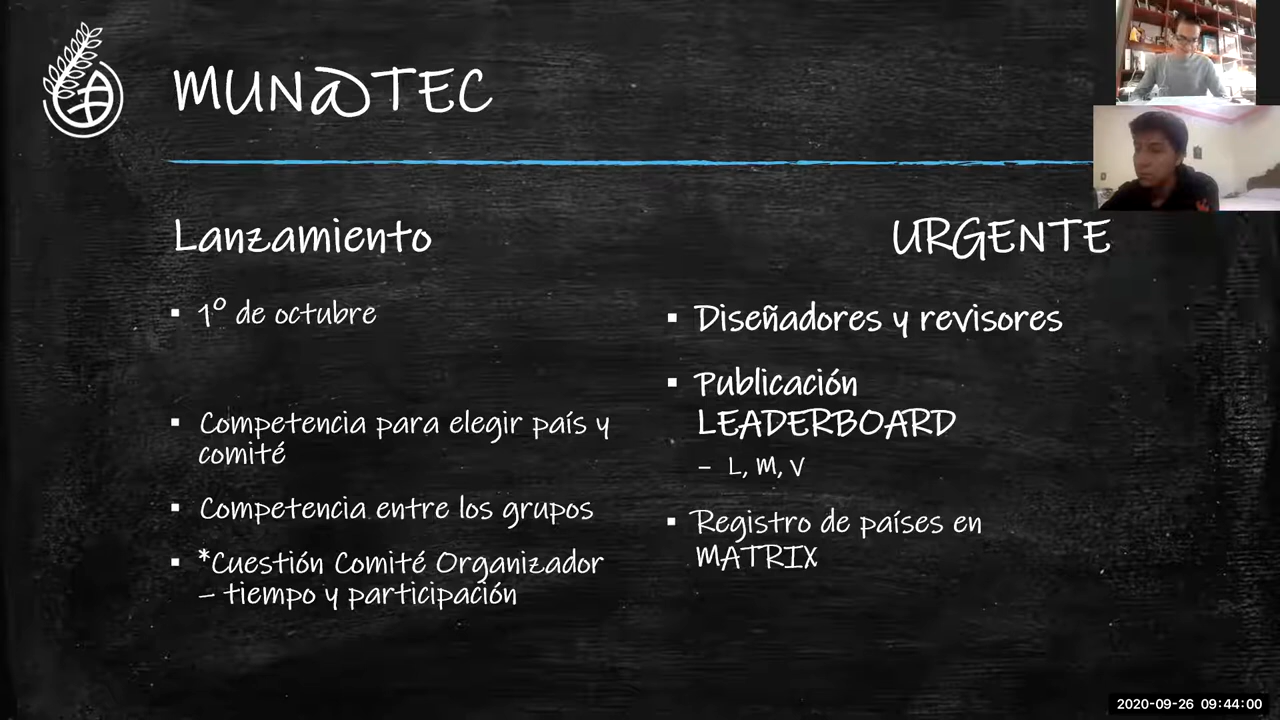 MUN@TEC
Lanzamiento
▪ 1º de octubre
▪ Competencia para elegir país y
comité
▪ Competencia entre los grupos
▪ *Cuestión Comité Organizador
– tiempo y participación
URGENTE
▪ Diseñadores y revisores
▪ Publicación
LEADERBOARD
– L, M, V
▪ Registro de países en
MATRIX
2020-09-26 09:44:00